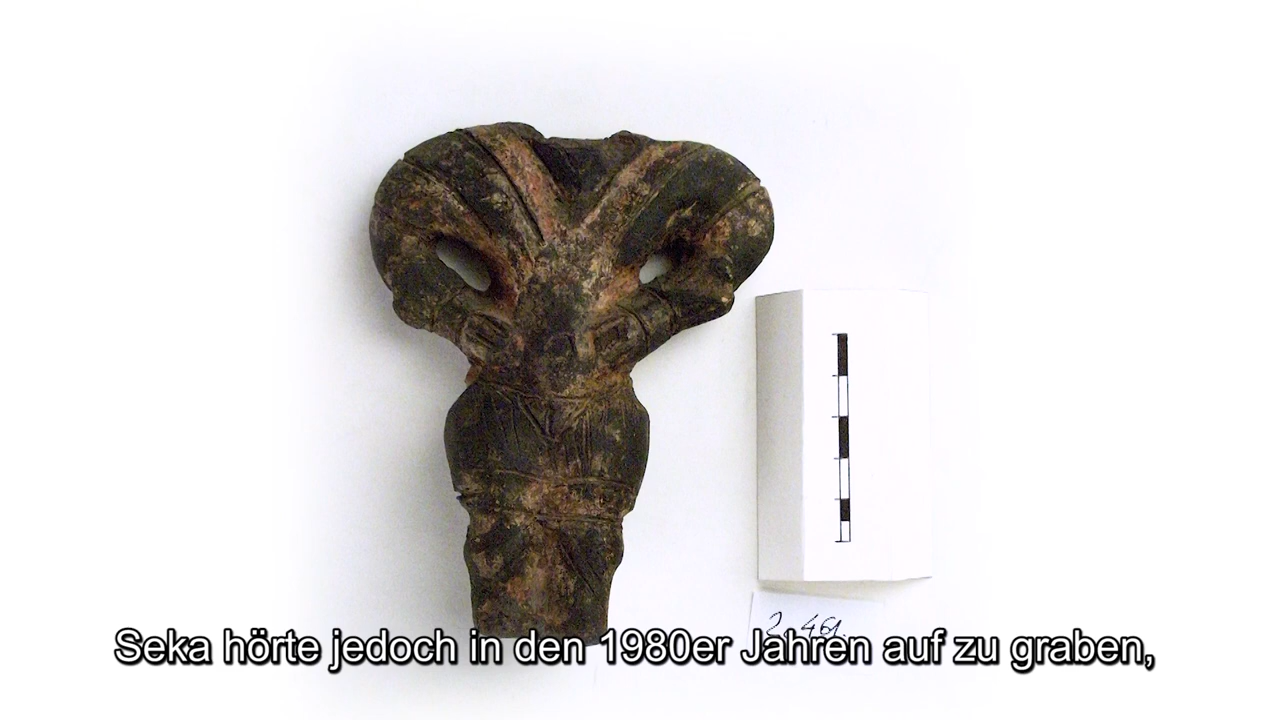 2.461.
Seka hörte jedoch in den 1980er Jahren auf zu graben,